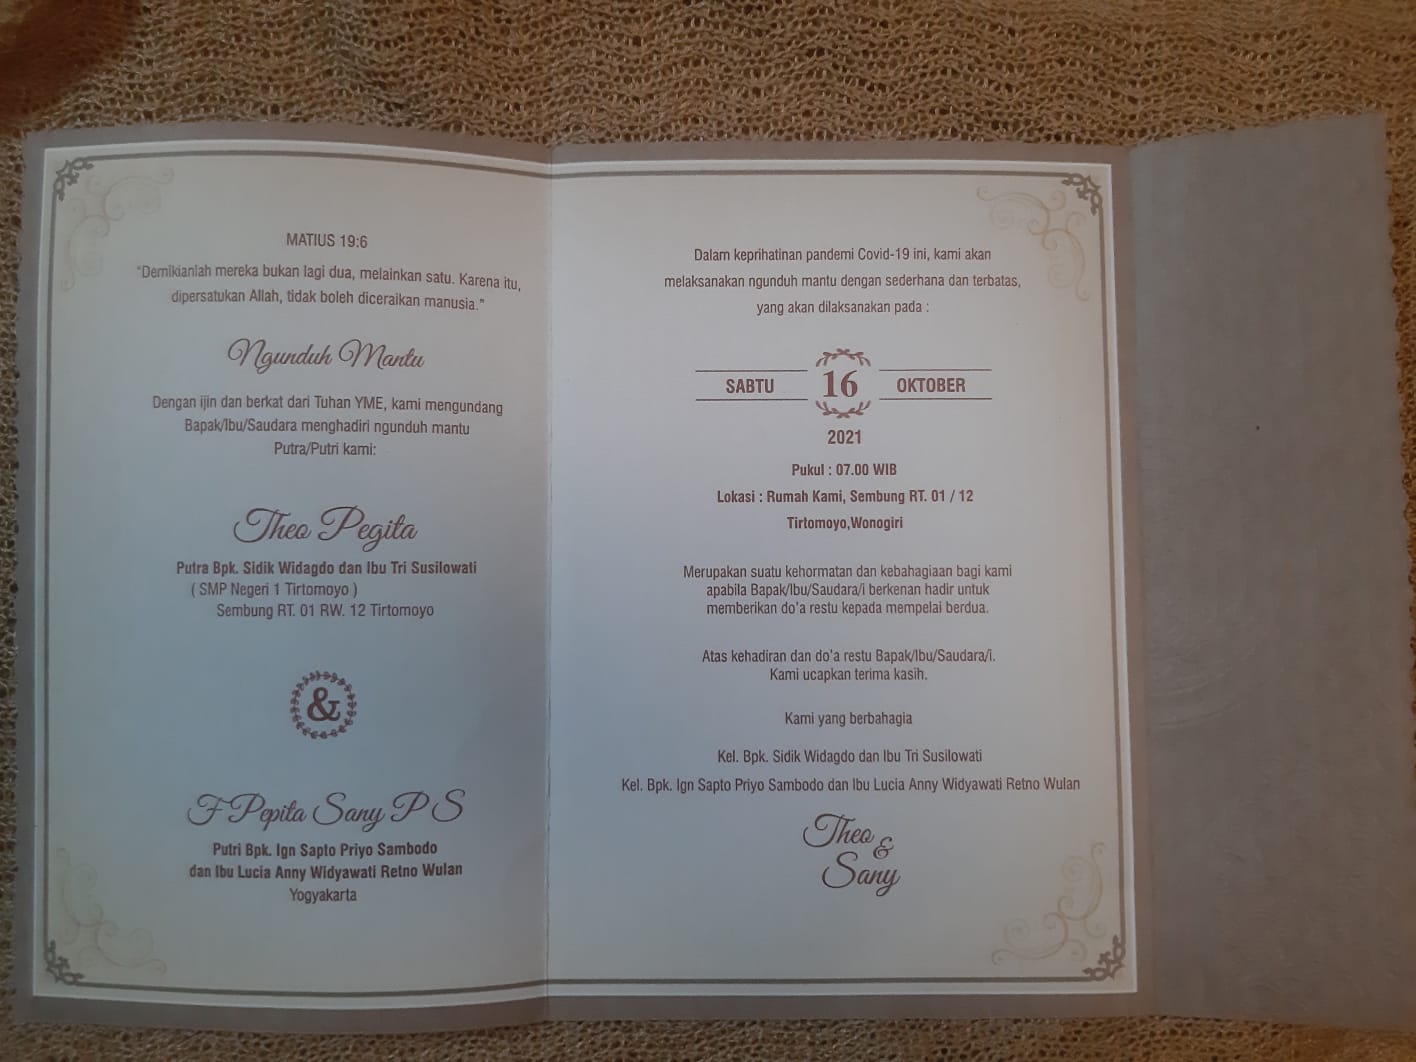 MATIUS 19:6
"Demikianlah mereka bukan lagi dua, melainkan satu. Karena itu,
dipersatukan Allah, tidak boleh diceraikan manusia."
Ngunduh Mantu
Dengan ijin dan berkat dari Tuhan YME, kami mengundang
Bapak/Ibu/Saudara menghadiri ngunduh mantu
Putra/Putri kami:
Theo Pegita
Putra Bpk. Sidik Widagdo dan Ibu Tri Susilowati
( SMP Negeri 1 Tirtomoyo )
Sembung RT. 01 RW. 12 Tirtomoyo
&
F Pepita Sany P S
Putri Bpk. Ign Sapto Priyo Sambodo
dan Ibu Lucia Anny Widyawati Retno Wulan
Yogyakarta
Dalam keprihatinan pandemi Covid-19 ini, kami akan
melaksanakan ngunduh mantu dengan sederhana dan terbatas,
yang akan dilaksanakan pada :
SABTU 16 OKTOBER
2021
Pukul : 07.00 WIB
Lokasi : Rumah Kami, Sembung RT. 01 / 12
Tirtomoyo,Wonogiri
Merupakan suatu kehormatan dan kebahagiaan bagi kami
apabila Bapak/Ibu/Saudara/i berkenan hadir untuk
memberikan do'a restu kepada mempelai berdua.
Atas kehadiran dan do'a restu Bapak/Ibu/Saudara/i.
Kami ucapkan terima kasih.
Kami yang berbahagia
Kel. Bpk. Sidik Widagdo dan Ibu Tri Susilowati
Kel. Bpk. Ign Sapto Priyo Sambodo dan Ibu Lucia Anny Widyawati Retno Wulan
Theo
&
Sany